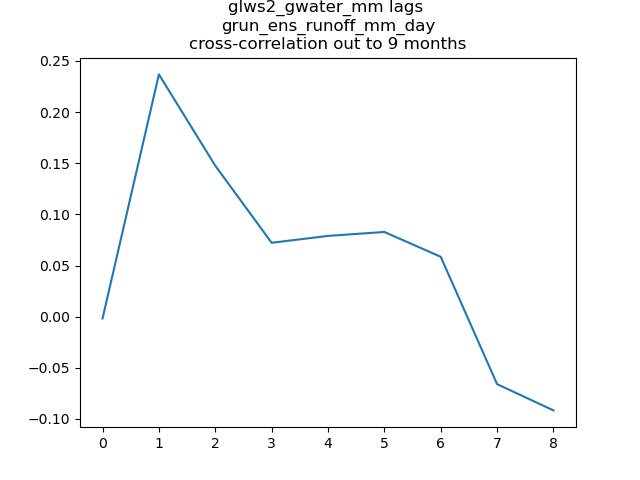 glws2_gwater_mm lags
grun_ens_runoff_mm_day
cross-correlation out to 9 months
0.25
0.20
0.15
0.10
0.05
0.00
−0.05
−0.10
0 1 2 3 4 5 6 7 8